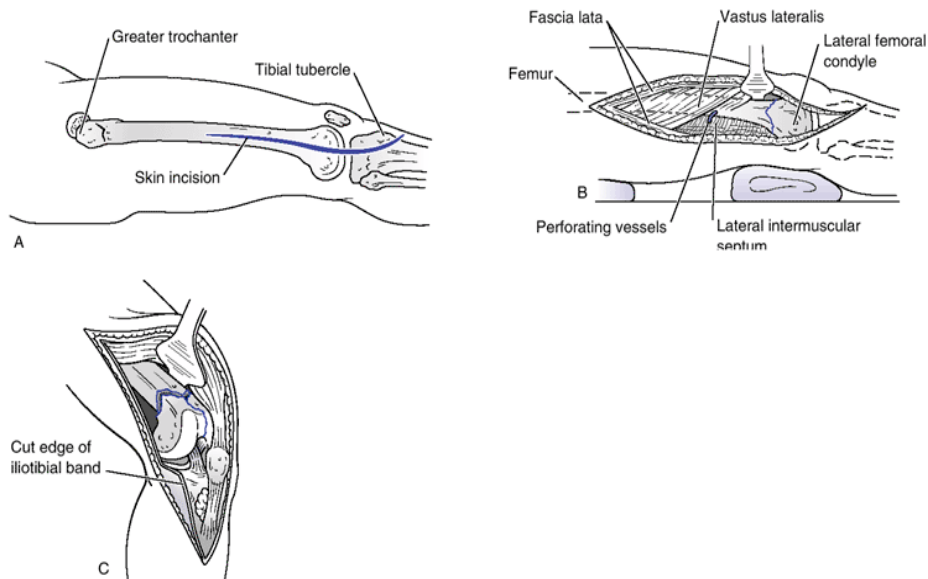 Greater trochanter
Tibial tubercle
Skin incision
A
Fascia lata
Vastus lateralis
Lateral femoral
condyle
Femur
B
Perforating vessels
Lateral intermuscular
septum
Cut edge of
iliotibial band
C